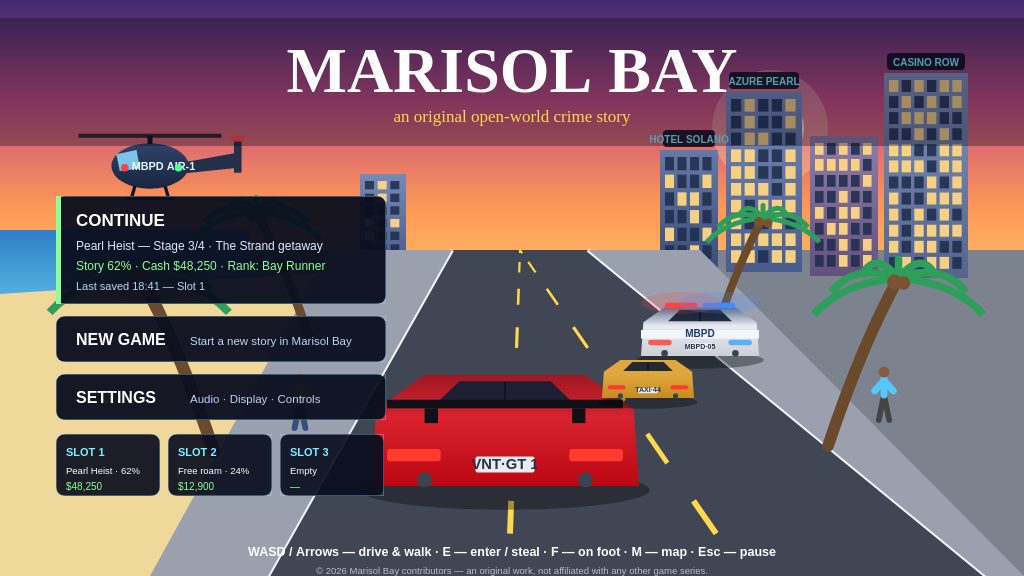 MARISOL BAY
an original open-world crime story
CASINO ROW
AZURE PEARL
HOTEL SOLANO
MBPD AIR-1
CONTINUE
Pearl Heist — Stage 3/4 · The Strand getaway
Story 62% · Cash $48,250 · Rank: Bay Runner
Last saved 18:41 — Slot 1
NEW GAME Start a new story in Marisol Bay
SETTINGS Audio · Display · Controls
SLOT 1
Pearl Heist · 62%
$48,250
SLOT 2
Free roam · 24%
$12,900
SLOT 3
Empty
—
MBPD
MBPD-05
TAXI-44
VNT·GT 1
WASD / Arrows — drive & walk · E — enter / steal · F — on foot · M — map · Esc — pause
© 2026 Marisol Bay contributors — an original work, not affiliated with any other game series.